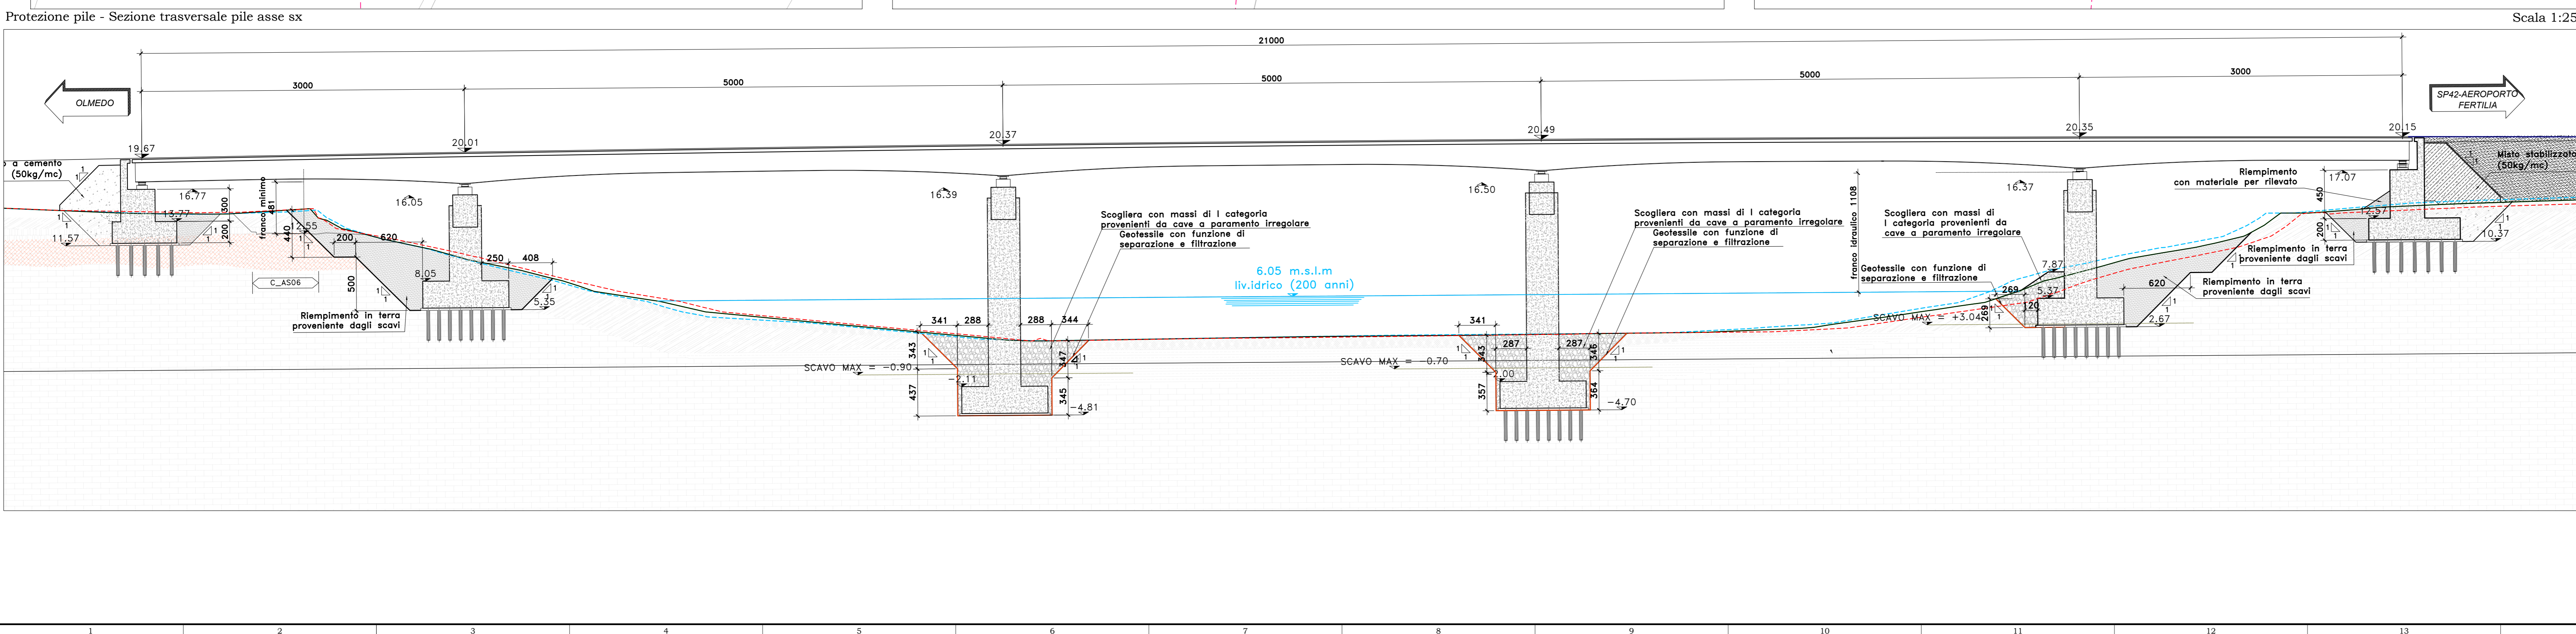 Protezione pile - Sezione trasversale pile asse sx
Scala 1:25
21000
3000
5000
5000
5000
3000
OLMEDO
SP42-AEROPORTO
FERTILIA
19.67
20.01
20.37
20.49
20.35
20.15
a cemento
(50kg/mc)
16.77
13.77
11.57
300
200
franco minimo
481
440
12.55
200
620
500
16.05
8.05
250
408
5.35
C_AS06
Riempimento in terra
proveniente dagli scavi
16.39
341
288
288
344
343
437
347
345
SCAVO MAX = -0.90
-2.11
-4.81
Scogliera con massi di I categoria
provenienti da cave a paramento irregolare
Geotessile con funzione di
separazione e filtrazione
6.05 m.s.l.m
liv.idrico (200 anni)
16.50
341
287
287
343
357
346
364
SCAVO MAX = -0.70
-2.00
-4.70
Scogliera con massi di I categoria
provenienti da cave a paramento irregolare
Geotessile con funzione di
separazione e filtrazione
franco idraulico 1108
Scogliera con massi di
I categoria provenienti da
cave a paramento irregolare
Geotessile con funzione di
separazione e filtrazione
16.37
7.87
269
5.37
120
269
SCAVO MAX = +3.04
2.67
620
Riempimento in terra
proveniente dagli scavi
Riempimento in terra
proveniente dagli scavi
Riempimento
con materiale per rilevato
450
200
17.07
12.57
10.37
Misto stabilizzato
(50kg/mc)
1 2 3 4 5 6 7 8 9 10 11 12 13